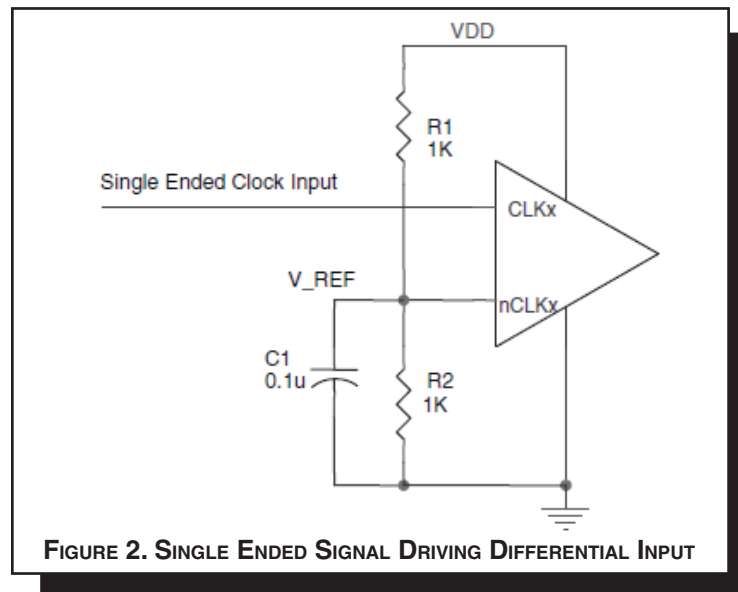 VDD
R1
1K
Single Ended Clock Input
CLKx
V_REF
nCLKx
C1
0.1u
R2
1K
FIGURE 2. SINGLE ENDED SIGNAL DRIVING DIFFERENTIAL INPUT